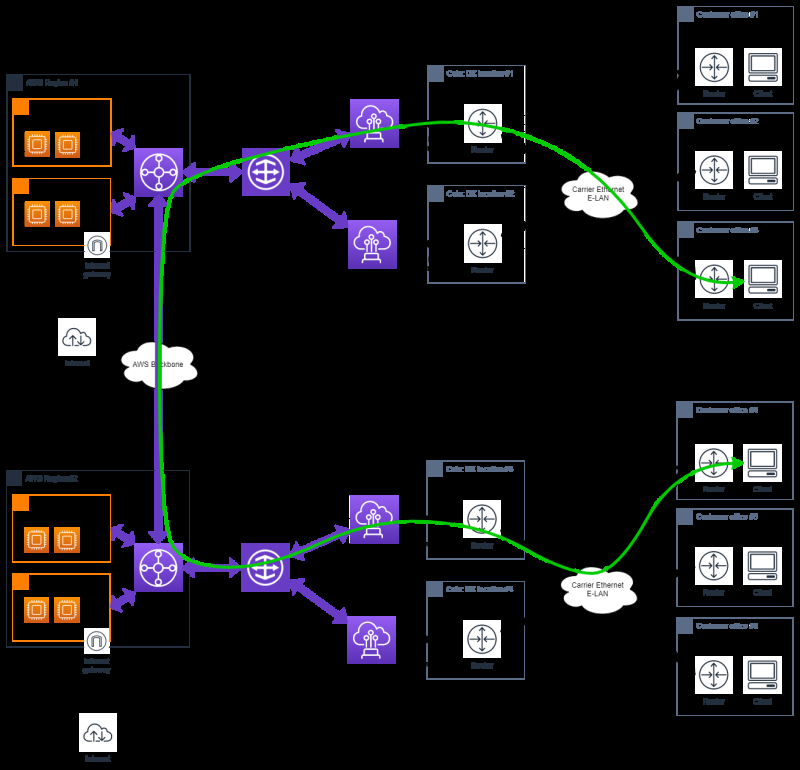 Customer office #1
Router
Client
AWS Region #1
Colo: DX location #1
Router
Customer office #2
Router
Client
Carrier Ethernet
E-LAN
Colo: DX location #2
Router
Customer office #3
Router
Client
Internet
gateway
Internet
AWS Backbone
Customer office #4
Router
Client
AWS Region #2
Colo: DX location #3
Router
Customer office #5
Router
Client
Carrier Ethernet
E-LAN
Colo: DX location #4
Router
Customer office #6
Router
Client
Internet
gateway
Internet